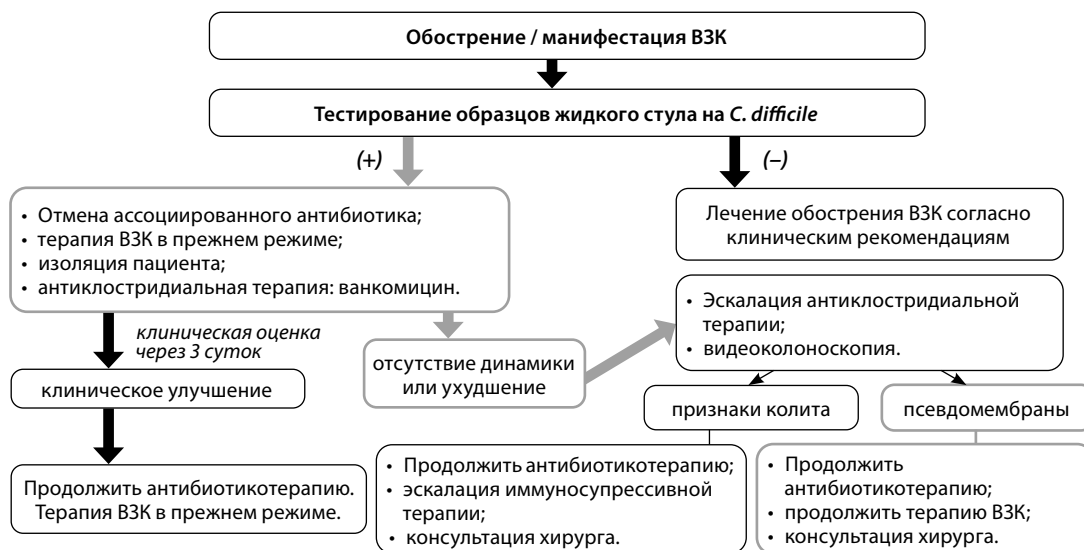 Обострение / манифестация ВЗК
Тестирование образцов жидкого стула на C. difficile
(+)
(–)
• Отмена ассоциированного антибиотика;
• терапия ВЗК в прежнем режиме;
• изоляция пациента;
• антиклостридиальная терапия: ванкомицин.
Лечение обострения ВЗК согласно
клиническим рекомендациям
клиническая оценка
через 3 суток
отсутствие динамики
или ухудшение
• Эскалация антиклостридиальной
терапии;
• видеоколоноскопия.
клиническое улучшение
признаки колита
псевдомембраны
Продолжить антибиотикотерапию.
Терапия ВЗК в прежнем режиме.
• Продолжить антибиотикотерапию;
• эскалация иммуносупрессивной
терапии;
• консультация хирурга.
• Продолжить
антибиотикотерапию;
• продолжить терапию ВЗК;
• консультация хирурга.